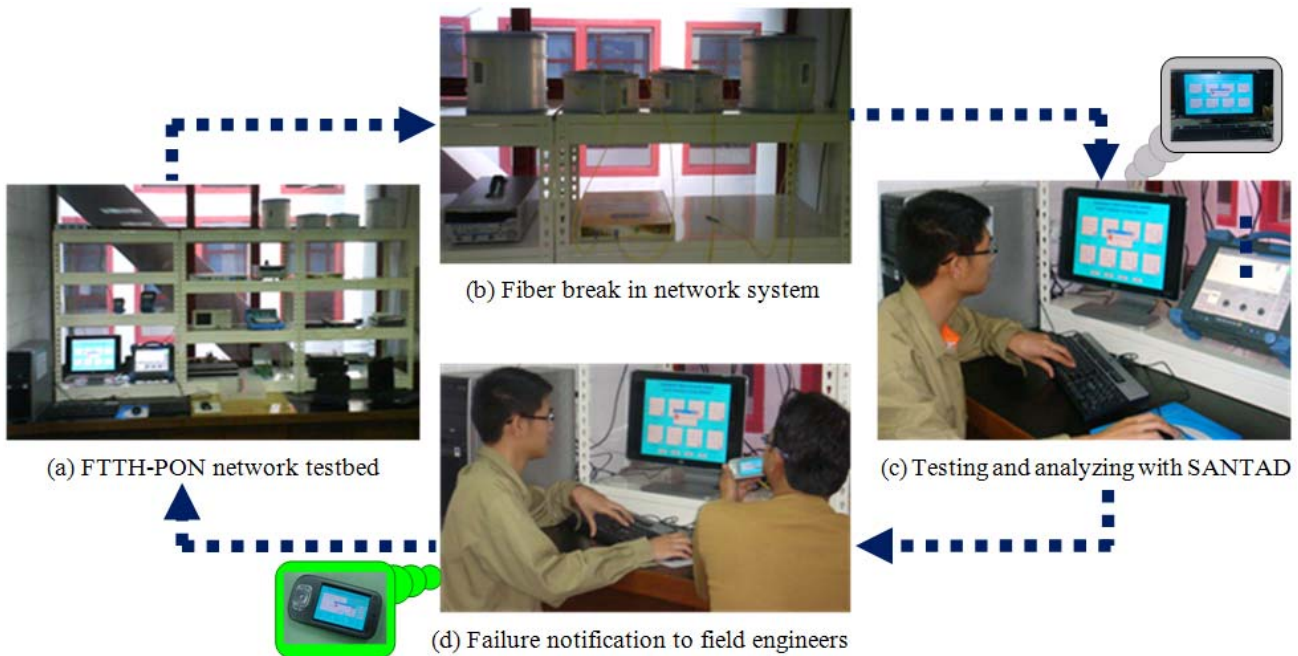 (b) Fiber break in network system
(a) FTTH-PON network testbed
(c) Testing and analyzing with SANTAD
(d) Failure notification to field engineers